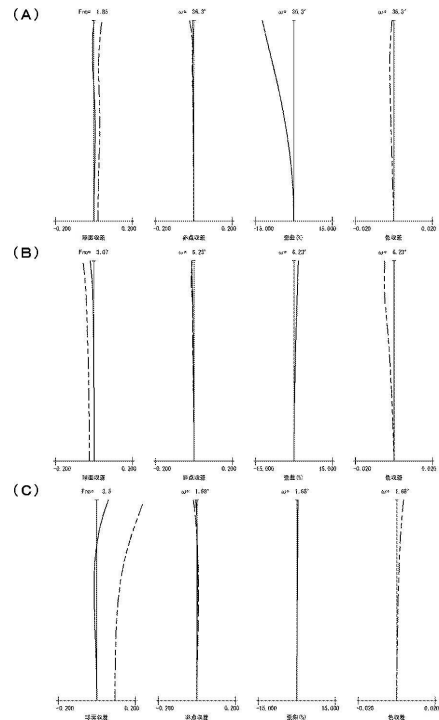 (A)
Fno= 1.85 ω= 36.3° ω= 36.3° ω= 36.3°
-0.200 0.200 -0.200 0.200 -15.000 15.000 -0.020 0.020
球面収差 非点収差 歪曲(%) 色収差
(B)
Fno= 3.07 ω= 6.23° ω= 6.23° ω= 6.23°
-0.200 0.200 -0.200 0.200 -15.000 15.000 -0.020 0.020
球面収差 非点収差 歪曲(%) 色収差
(C)
Fno= 3.5 ω= 1.68° ω= 1.68° ω= 1.68°
-0.200 0.200 -0.200 0.200 -15.000 15.000 -0.020 0.020
球面収差 非点収差 歪曲(%) 色収差